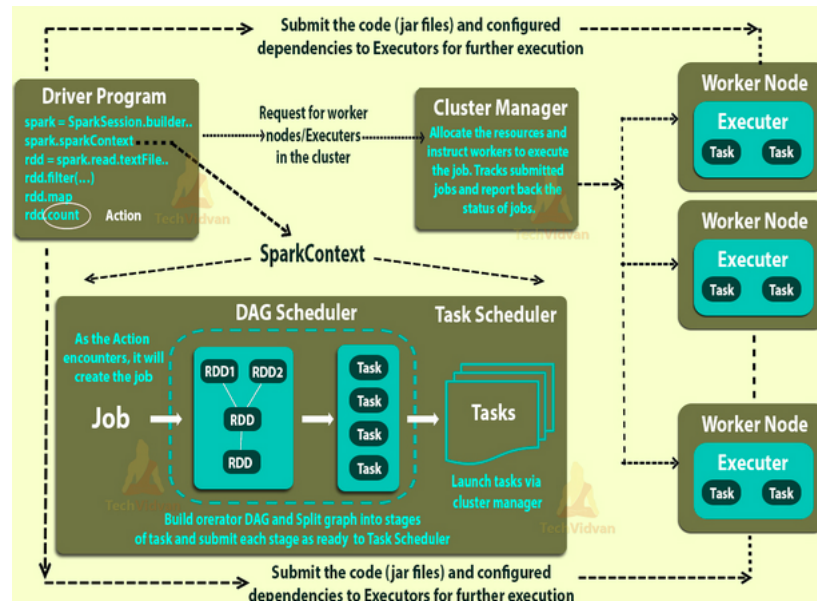 Submit the code (jar files) and configured
dependencies to Executors for further execution
Driver Program
spark = SparkSession.builder..
spark.sparkContext
rdd = spark.read.textFile..
rdd.filter(...)
rdd.map
rdd.count
Action
TechVidvan
Request for worker
nodes/Executers
in the cluster
Cluster Manager
Allocate the resources and
instruct workers to execute
the job. Tracks submitted
jobs and report back the
status of jobs.
TechVidvan
Worker Node
Executer
Task Task
Worker Node
Executer
Task Task
Worker Node
Executer
Task Task
SparkContext
DAG Scheduler
Task Scheduler
As the Action
encounters, it will
create the job
Job
RDD1 RDD2
RDD
RDD
Task
Task
Task
Task
Tasks
Launch tasks via
cluster manager
TechVidvan
TechVidvan
Build orerator DAG and Split graph into stages
of task and submit each stage as ready to Task Scheduler
Submit the code (jar files) and configured
dependencies to Executors for further execution